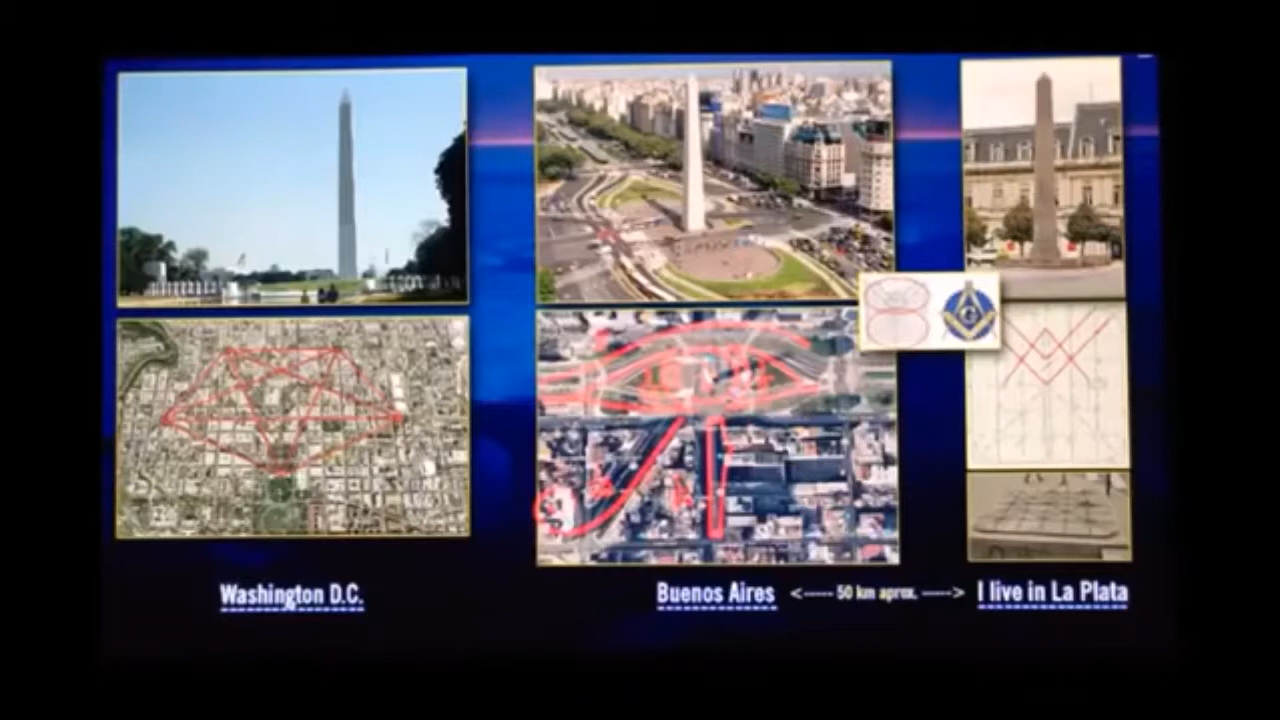 G
Washington D.C.
Buenos Aires <---- 50 km aprox. ----> I live in La Plata